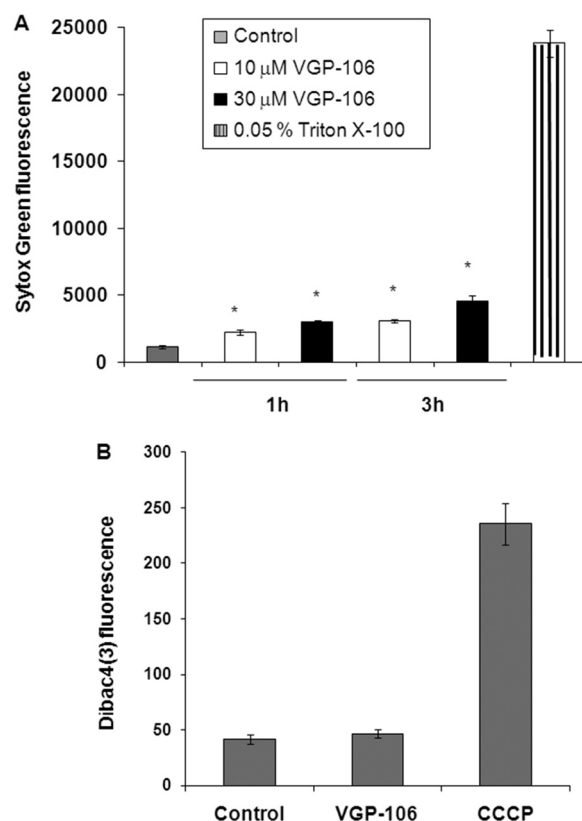 A
Sytox Green fluorescence
25000
20000
15000
10000
5000
0
Control
10 µM VGP-106
30 µM VGP-106
0.05 % Triton X-100
*
*
*
*
1h
3h
B
Dibac4(3) fluorescence
300
250
200
150
100
50
0
Control VGP-106 CCCP